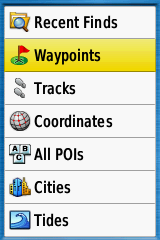 Recent Finds
Waypoints
Tracks
Coordinates
A
B C
All POIs
Cities
Tides